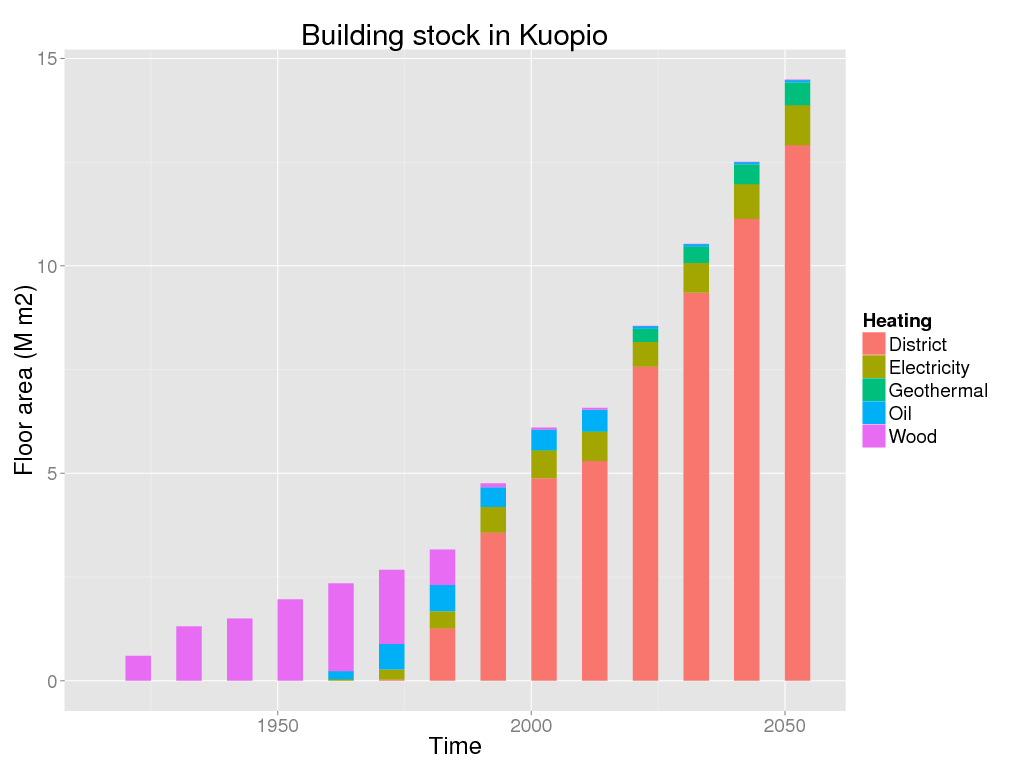 Building stock in Kuopio
15
10
5
0
Floor area (M m2)
1950
2000
2050
Time
Heating
District
Electricity
Geothermal
Oil
Wood